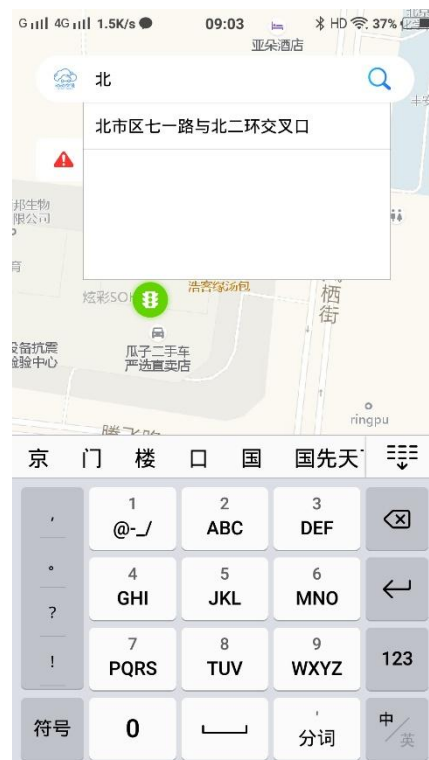 4G 1.5K/s 09:03 HD 37%
亚朵酒店
北
北市区七一路与北二环交叉口
邦生物
限公司
育
炫彩SO
浩客绿汤包
栖
街
设备抗震
验中心
瓜子二手车
严选直卖店
腾飞路
ringpu
京 门 楼 口 国 国先天
, 1 2 3
@-_/ ABC DEF
。 4 5 6
GHI JKL MNO
?
! 7 8 9 123
PQRS TUV WXYZ
符号 0 ' 中/英
分词